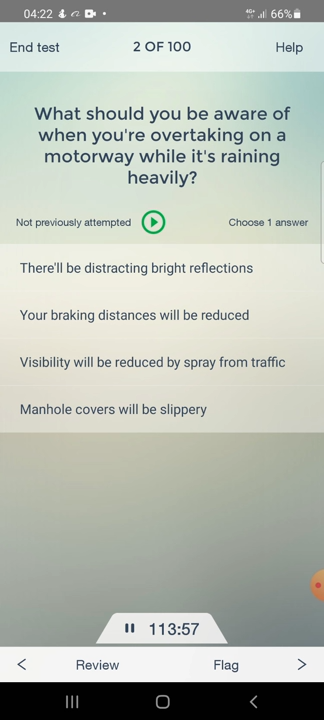 04:22 66%
End test 2 OF 100 Help
What should you be aware of
when you're overtaking on a
motorway while it's raining
heavily?
Not previously attempted Choose 1 answer
There'll be distracting bright reflections
Your braking distances will be reduced
Visibility will be reduced by spray from traffic
Manhole covers will be slippery
113:57
< Review Flag >